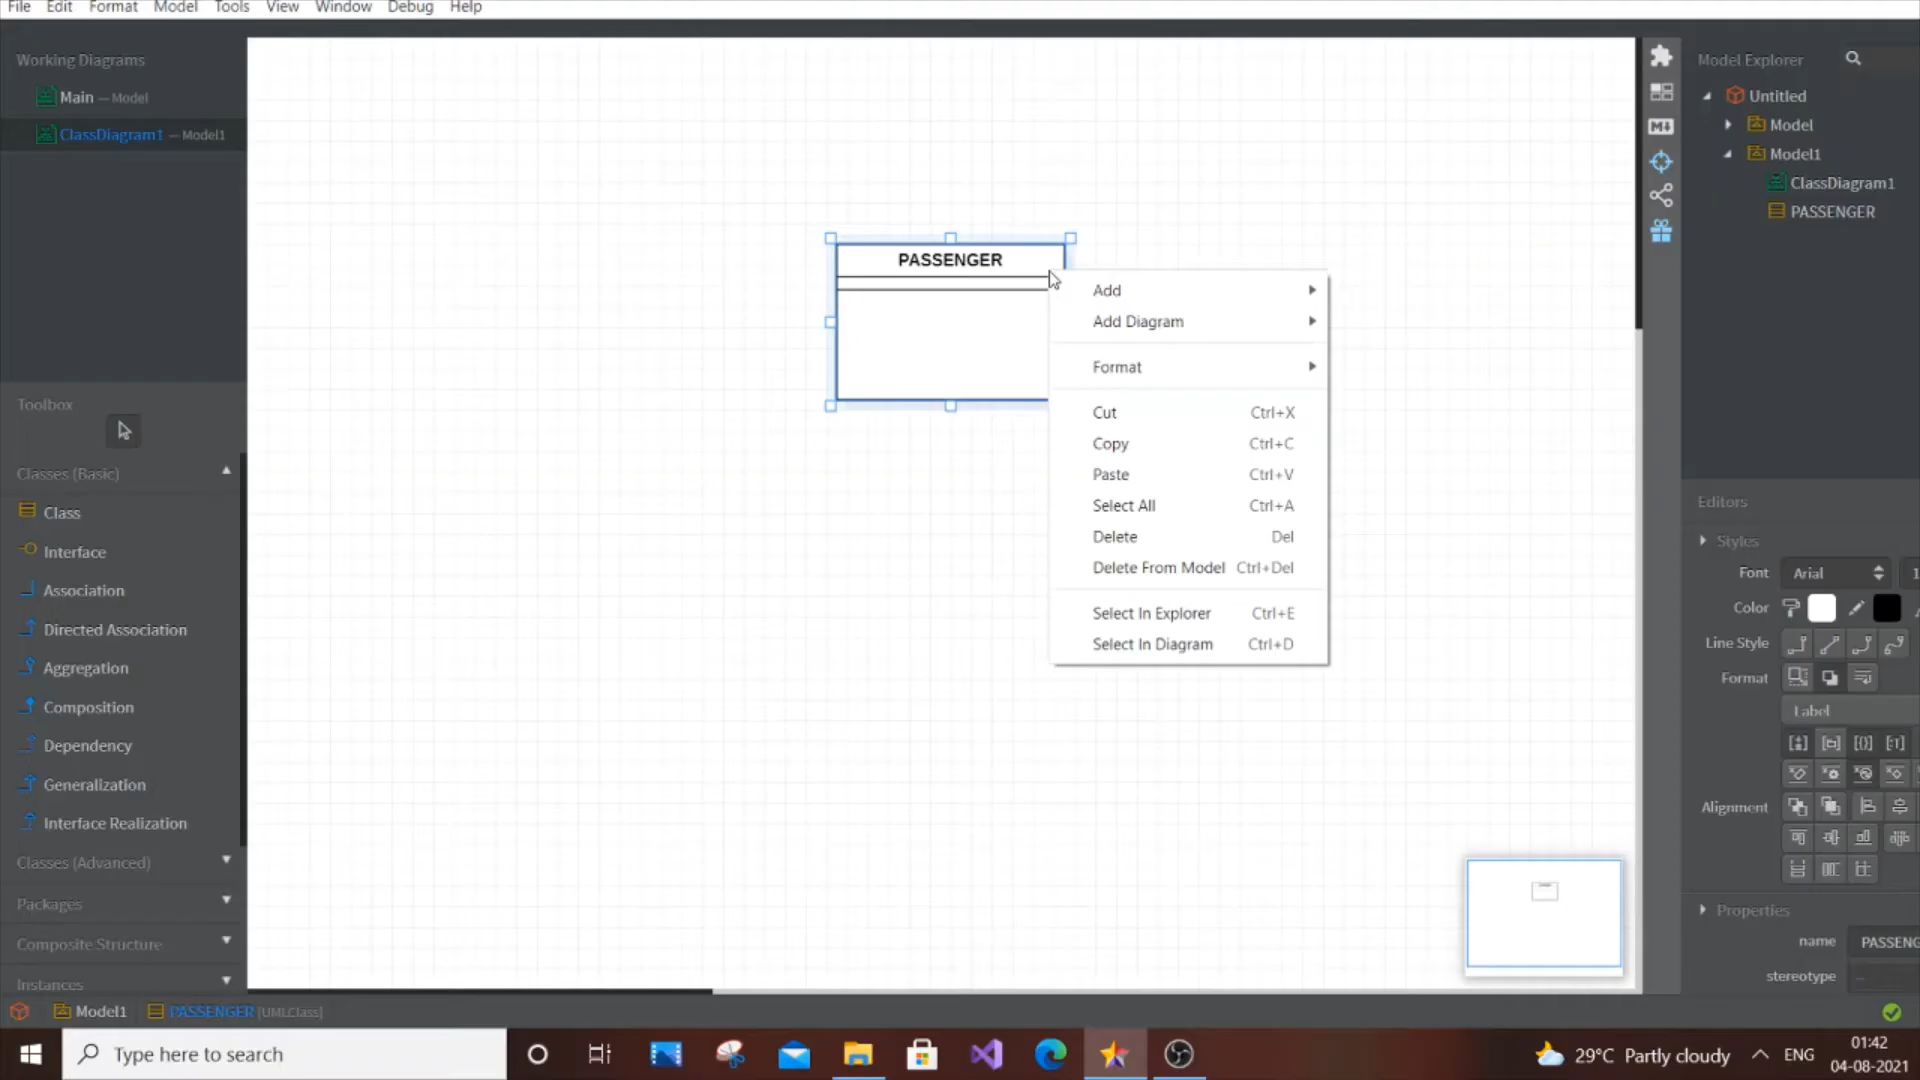 File Edit Format Model Tools View Window Debug Help
Working Diagrams
Main — Model
ClassDiagram1 — Model1
Toolbox
Classes (Basic)
Class
Interface
Association
Directed Association
Aggregation
Composition
Dependency
Generalization
Interface Realization
Classes (Advanced)
Packages
Composite Structure
Instances
PASSENGER
Add
Add Diagram
Format
Cut Ctrl+X
Copy Ctrl+C
Paste Ctrl+V
Select All Ctrl+A
Delete Del
Delete From Model Ctrl+Del
Select In Explorer Ctrl+E
Select In Diagram Ctrl+D
Model Explorer
Untitled
Model
Model1
ClassDiagram1
PASSENGER
Editors
Styles
Font Arial 1
Color
Line Style
Format
Label
Alignment
Properties
name PASSENG
stereotype
Model1 PASSENGER [UMLClass]
Type here to search
29°C Partly cloudy ENG
01:42
04-08-2021